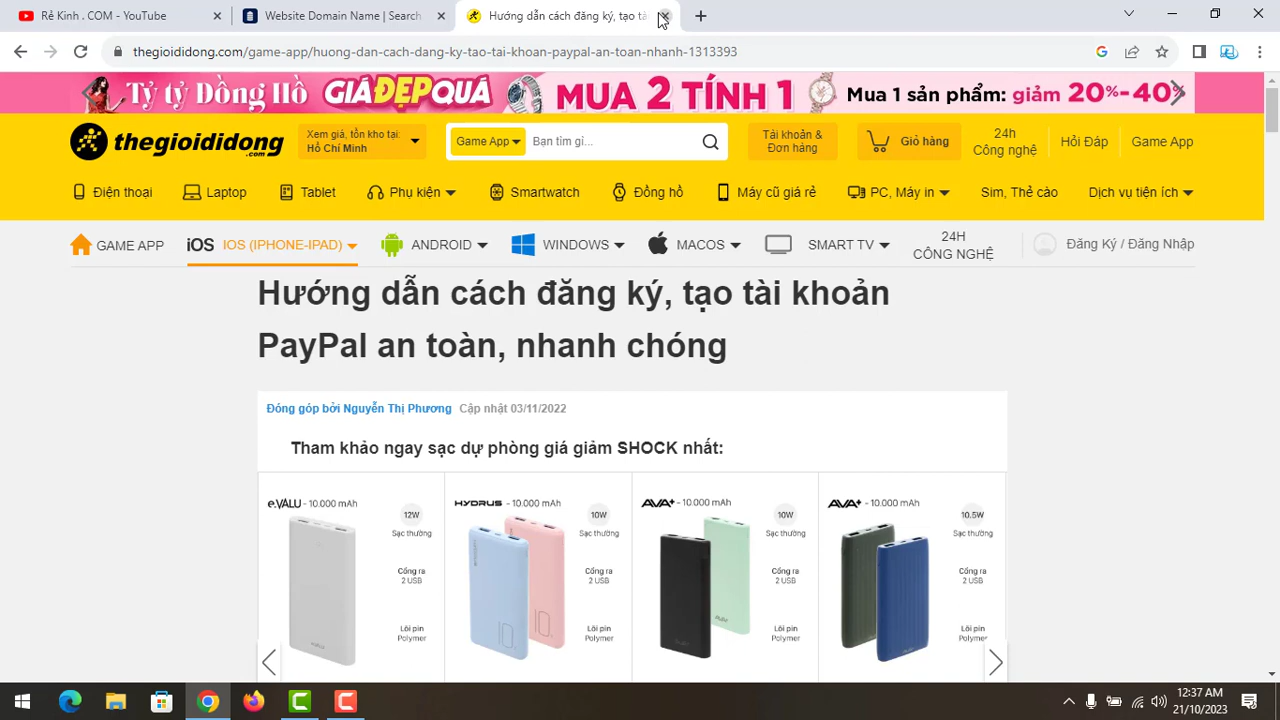 Rẻ Kinh . COM - YouTube
Website Domain Name | Search
Hướng dẫn cách đăng ký, tạo tài
thegioididong.com/game-app/huong-dan-cach-dang-ky-tao-tai-khoan-paypal-an-toan-nhanh-1313393
Tỷ tỷ Đồng Hồ GIÁ ĐẸP QUÁ MUA 2 TÍNH 1 Mua 1 sản phẩm: giảm 20%-40%
thegioididong.com
Xem giá, tồn kho tại:
Hồ Chí Minh
Game App
Bạn tìm gì...
Tài khoản &
Đơn hàng
Giỏ hàng
24h
Công nghệ
Hỏi Đáp
Game App
Điện thoại
Laptop
Tablet
Phụ kiện
Smartwatch
Đồng hồ
Máy cũ giá rẻ
PC, Máy in
Sim, Thẻ cào
Dịch vụ tiện ích
GAME APP
iOS IOS (IPHONE-IPAD)
ANDROID
WINDOWS
MACOS
SMART TV
24H
CÔNG NGHỆ
Đăng Ký / Đăng Nhập
Hướng dẫn cách đăng ký, tạo tài khoản
PayPal an toàn, nhanh chóng
Đóng góp bởi Nguyễn Thị Phương Cập nhật 03/11/2022
Tham khảo ngay sạc dự phòng giá giảm SHOCK nhất:
e.VALU - 10.000 mAh
12W
Sạc thường
Cổng ra
2 USB
Lõi pin
Polymer
HYDRUS - 10.000 mAh
10W
Sạc thường
Cổng ra
2 USB
Lõi pin
Polymer
AVA+ - 10.000 mAh
10W
Sạc thường
Cổng ra
2 USB
Lõi pin
Polymer
AVA+ - 10.000 mAh
10.5W
Sạc thường
Cổng ra
2 USB
Lõi pin
Polymer
12:37 AM
21/10/2023